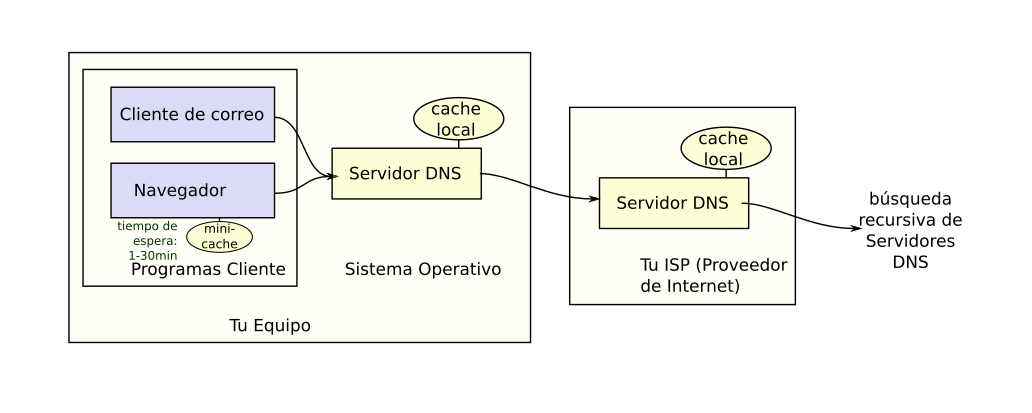 Cliente de correo
Navegador
tiempo de
espera:
1-30min
mini-
cache
Programas Cliente
cache
local
Servidor DNS
Sistema Operativo
Tu Equipo
cache
local
Servidor DNS
Tu ISP (Proveedor
de Internet)
búsqueda
recursiva de
Servidores
DNS